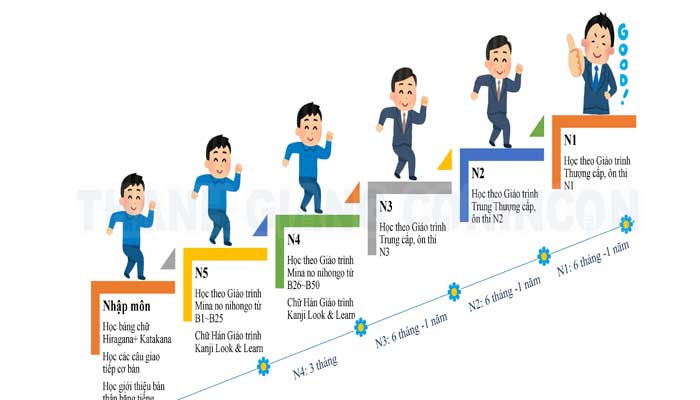 Nhập môn
Học bảng chữ
Hiragana+ Katakana
Học các câu giao
tiếp cơ bản
Học giới thiệu bản
thân bằng tiếng
N5
Học theo Giáo trình
Mina no nihongo từ
B1~B25
Chữ Hán Giáo trình
Kanji Look & Learn
N4
Học theo Giáo trình
Mina no nihongo từ
B26~B50
Chữ Hán Giáo trình
Kanji Look & Learn
N3
Học theo Giáo trình
Trung cấp, ôn thi
N3
N2
Học theo Giáo trình
Trung Thượng cấp,
ôn thi N2
N1
Học theo Giáo trình
Thượng cấp, ôn thi
N1
GOOD!
N4: 3 tháng
N3: 6 tháng -1 năm
N2: 6 tháng -1 năm
N1: 6 tháng -1 năm
THANH GIANG CONINCON